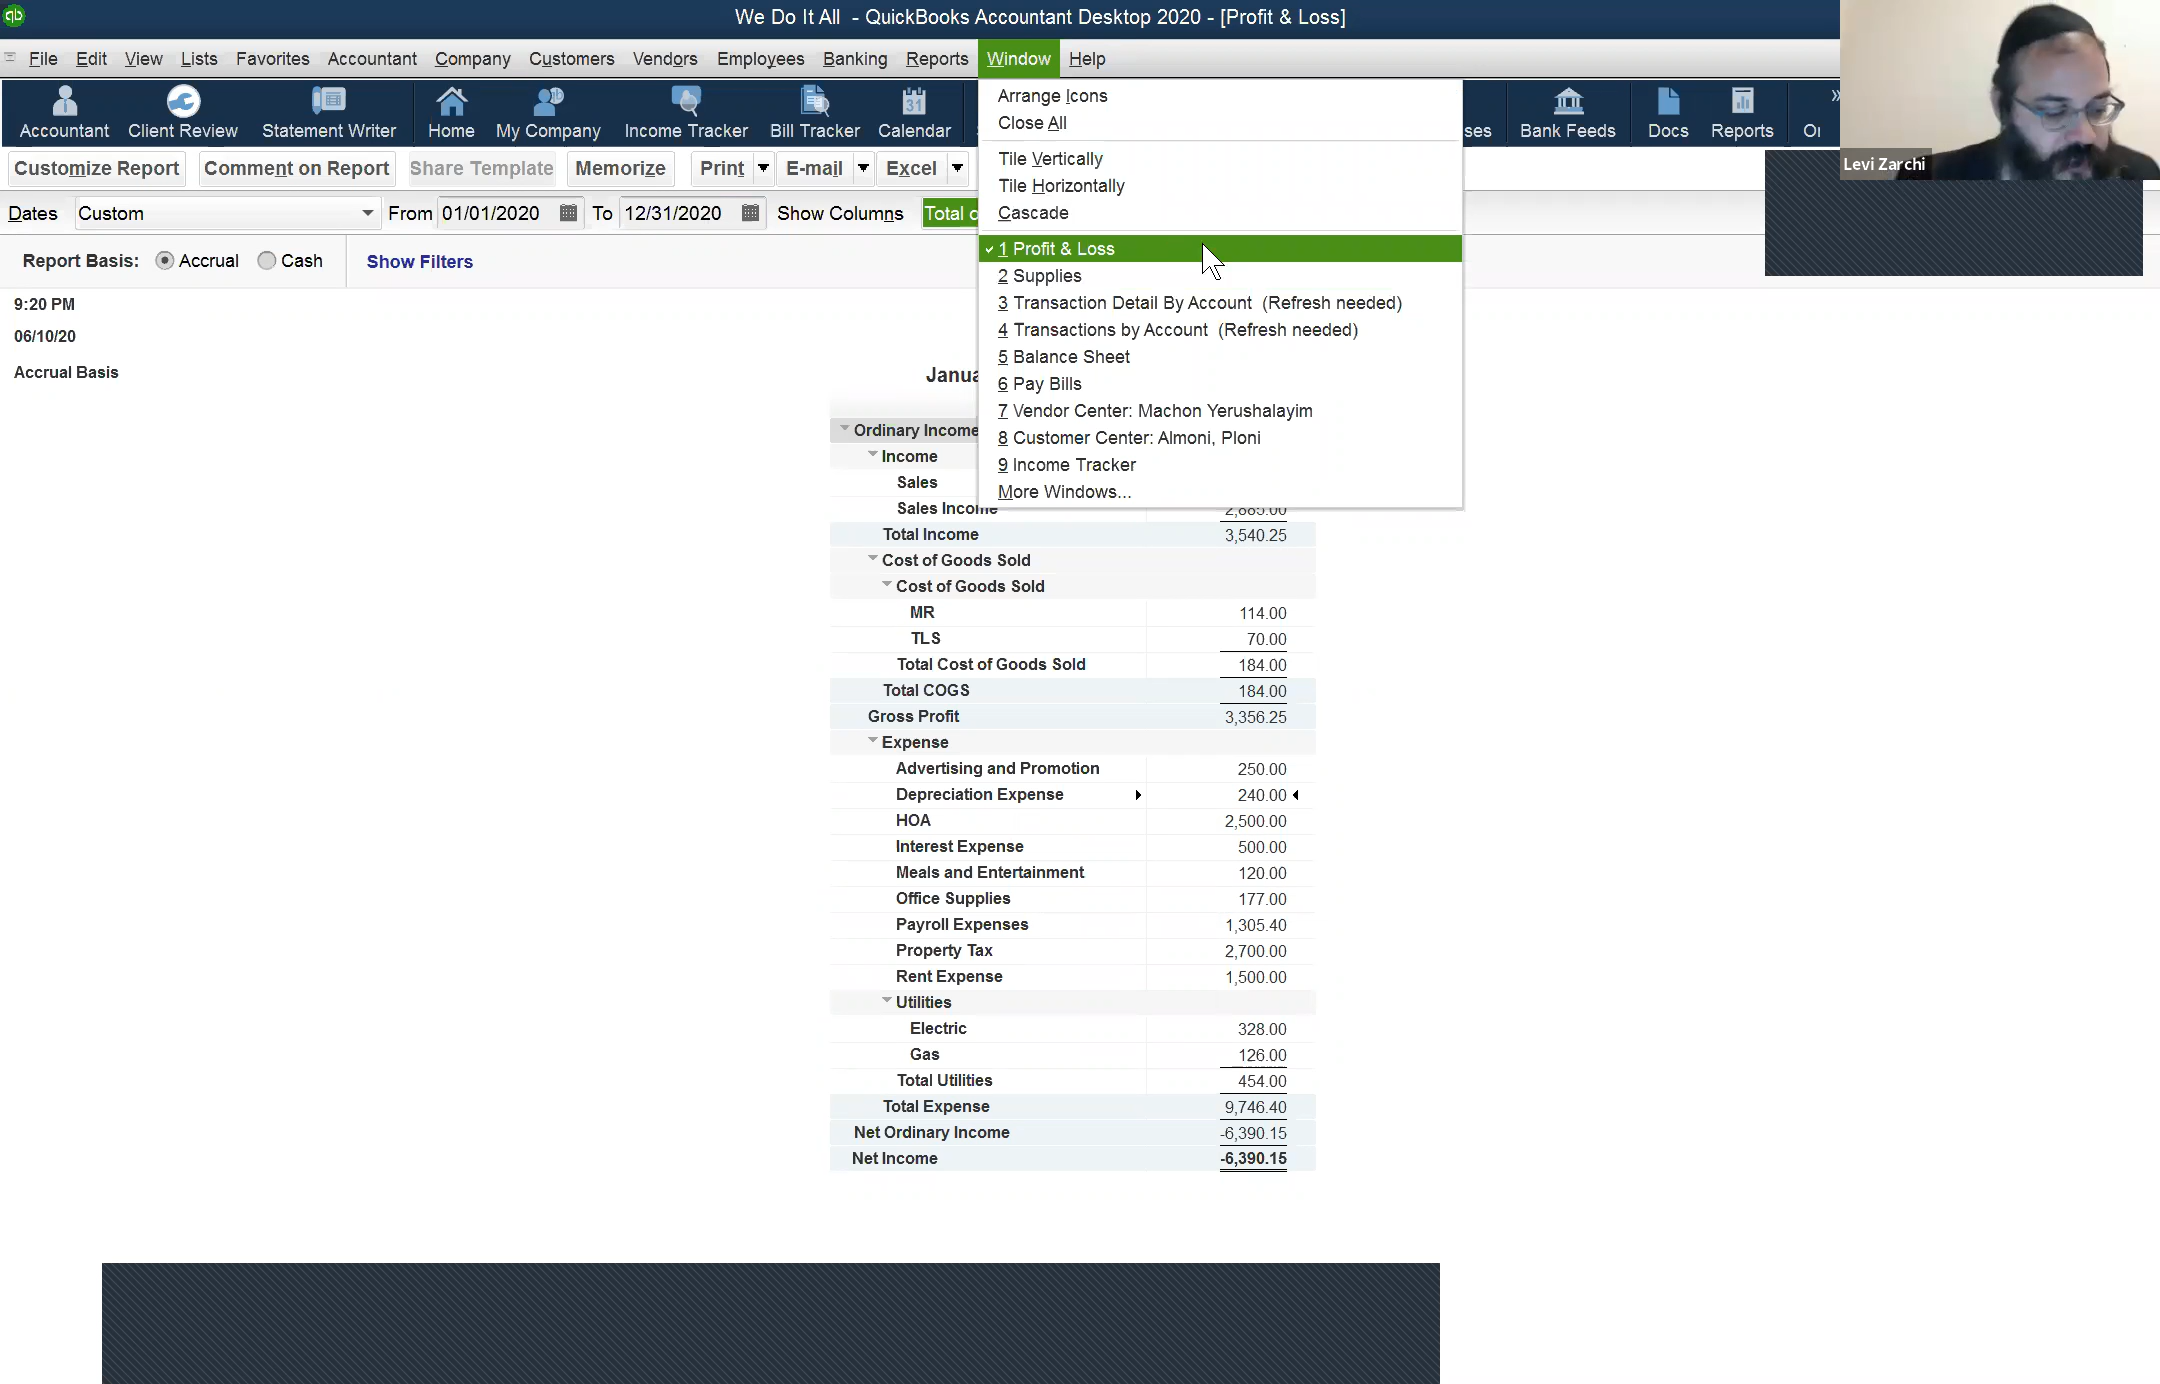 We Do It All - QuickBooks Accountant Desktop 2020 - [Profit & Loss]
File Edit View Lists Favorites Accountant Company Customers Vendors Employees Banking Reports Window Help
Accountant Client Review Statement Writer Home My Company Income Tracker Bill Tracker Calendar Bank Feeds Docs Reports
Levi Zarchi
Customize Report Comment on Report Share Template Memorize Print E-mail Excel
Dates Custom From 01/01/2020 To 12/31/2020 Show Columns Total
Report Basis: Accrual Cash Show Filters
Arrange Icons
Close All
Tile Vertically
Tile Horizontally
Cascade
1 Profit & Loss
2 Supplies
3 Transaction Detail By Account (Refresh needed)
4 Transactions by Account (Refresh needed)
5 Balance Sheet
6 Pay Bills
7 Vendor Center: Machon Yerushalayim
8 Customer Center: Almoni, Ploni
9 Income Tracker
More Windows...
9:20 PM
06/10/20
Accrual Basis
Ordinary Income
Income
Sales
Sales Income 2,885.00
Total Income 3,540.25
Cost of Goods Sold
Cost of Goods Sold
MR 114.00
TLS 70.00
Total Cost of Goods Sold 184.00
Total COGS 184.00
Gross Profit 3,356.25
Expense
Advertising and Promotion 250.00
Depreciation Expense 240.00
HOA 2,500.00
Interest Expense 500.00
Meals and Entertainment 120.00
Office Supplies 177.00
Payroll Expenses 1,305.40
Property Tax 2,700.00
Rent Expense 1,500.00
Utilities
Electric 328.00
Gas 126.00
Total Utilities 454.00
Total Expense 9,746.40
Net Ordinary Income -6,390.15
Net Income -6,390.15